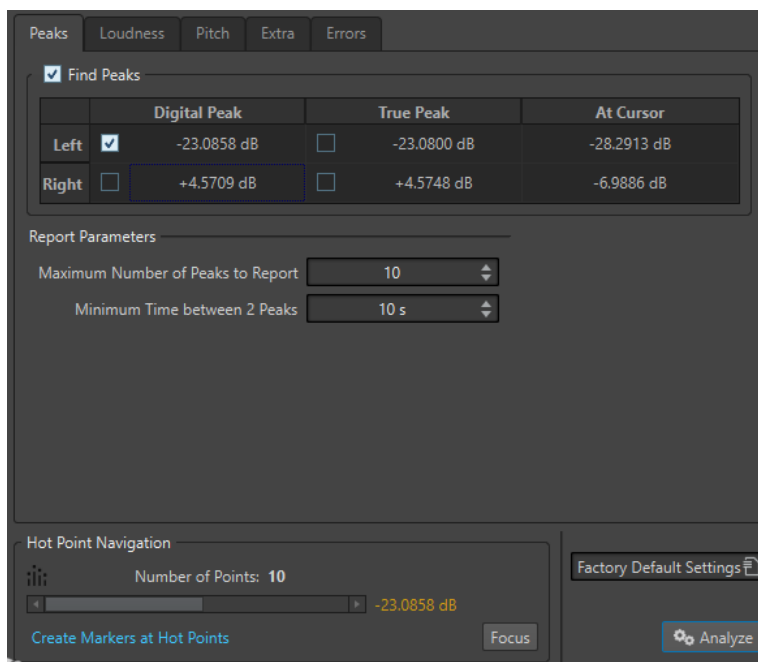 Peaks Loudness Pitch Extra Errors
Find Peaks
Digital Peak True Peak At Cursor
Left -23.0858 dB -23.0800 dB -28.2913 dB
Right +4.5709 dB +4.5748 dB -6.9886 dB
Report Parameters
Maximum Number of Peaks to Report 10
Minimum Time between 2 Peaks 10 s
Hot Point Navigation
Number of Points: 10
Factory Default Settings
-23.0858 dB
Create Markers at Hot Points Focus Analyze